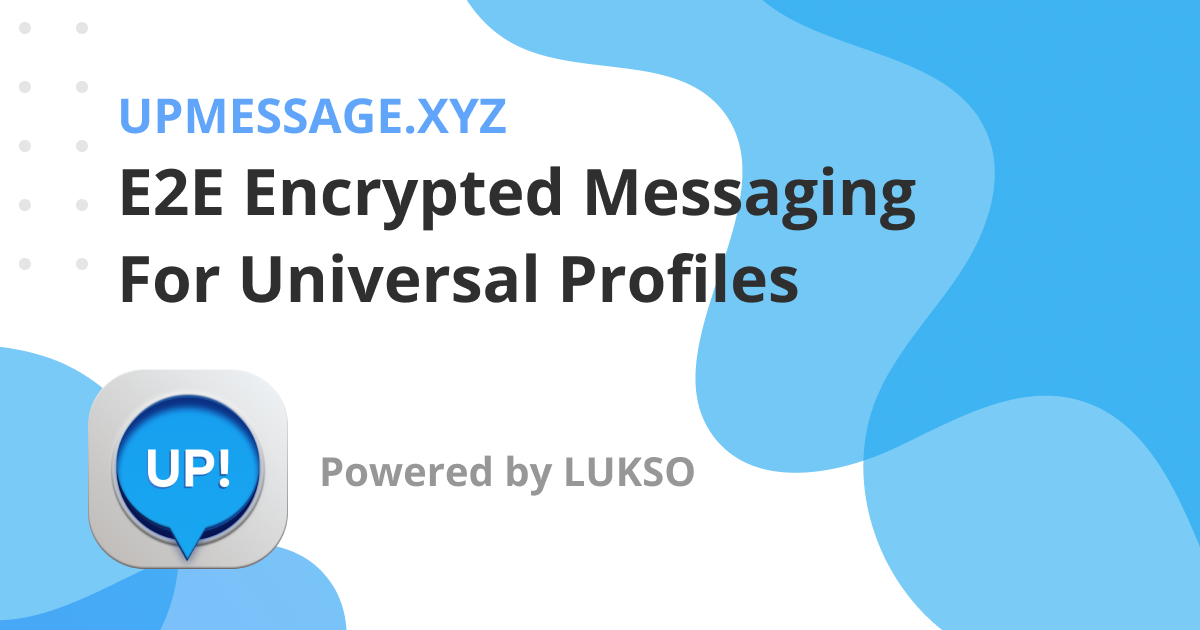 UPMESSAGE.XYZ
E2E Encrypted Messaging
For Universal Profiles
UP!
Powered by LUKSO